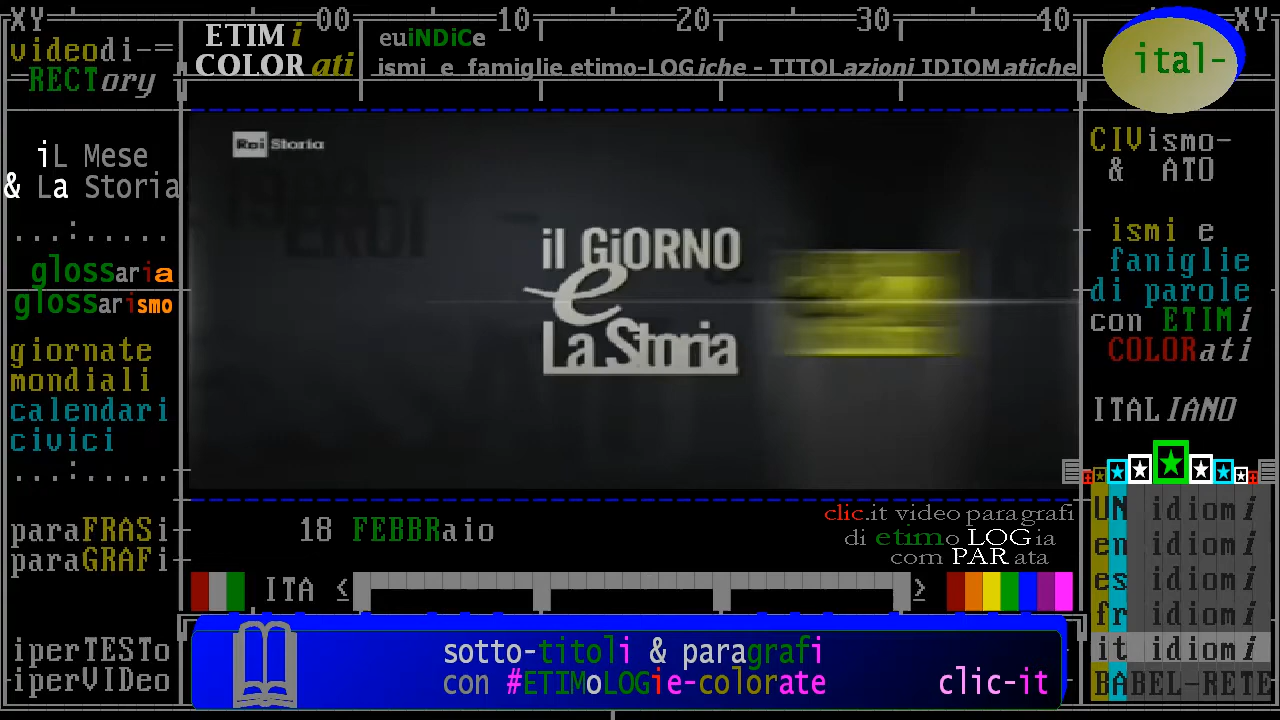 XY 00 10 20 30 40 XY
videodi-=
=RECTory
ETIMi
COLORati
euiNDiCe
ismi e famiglie etimo-LOGiche - TITOLazioni IDIOMatiche
ital-
iL Mese
& La Storia
...:.....
glossaria
glossarismo
giornate
mondiali
calendari
civici
...:.....
paraFRASi
paraGRAFi
iperTESTo
iperVIDeo
Rai Storia
il GiORNO
e
La Storia
18 FEBBRaio
clic.it video paragrafi
di etimo LOGia
com PARata
ITA < >
sotto-titoli & paragrafi
con #ETIMoLOGie-colorate
clic-it
CIVismo-
& ATO
ismi e
faniglie
di parole
con ETIMi
COLORati
ITALIANO
UN idiomi
en idiomi
es idiomi
fr idiomi
it idiomi
BABEL-RETE